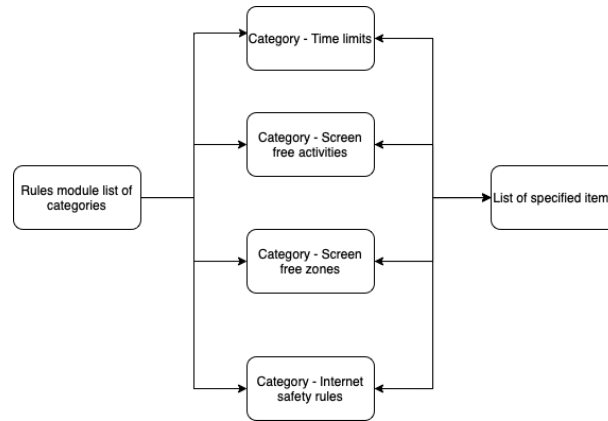 Category - Time limits
Category - Screen
free activities
Rules module list of
categories
List of specified item
Category - Screen
free zones
Category - Internet
safety rules